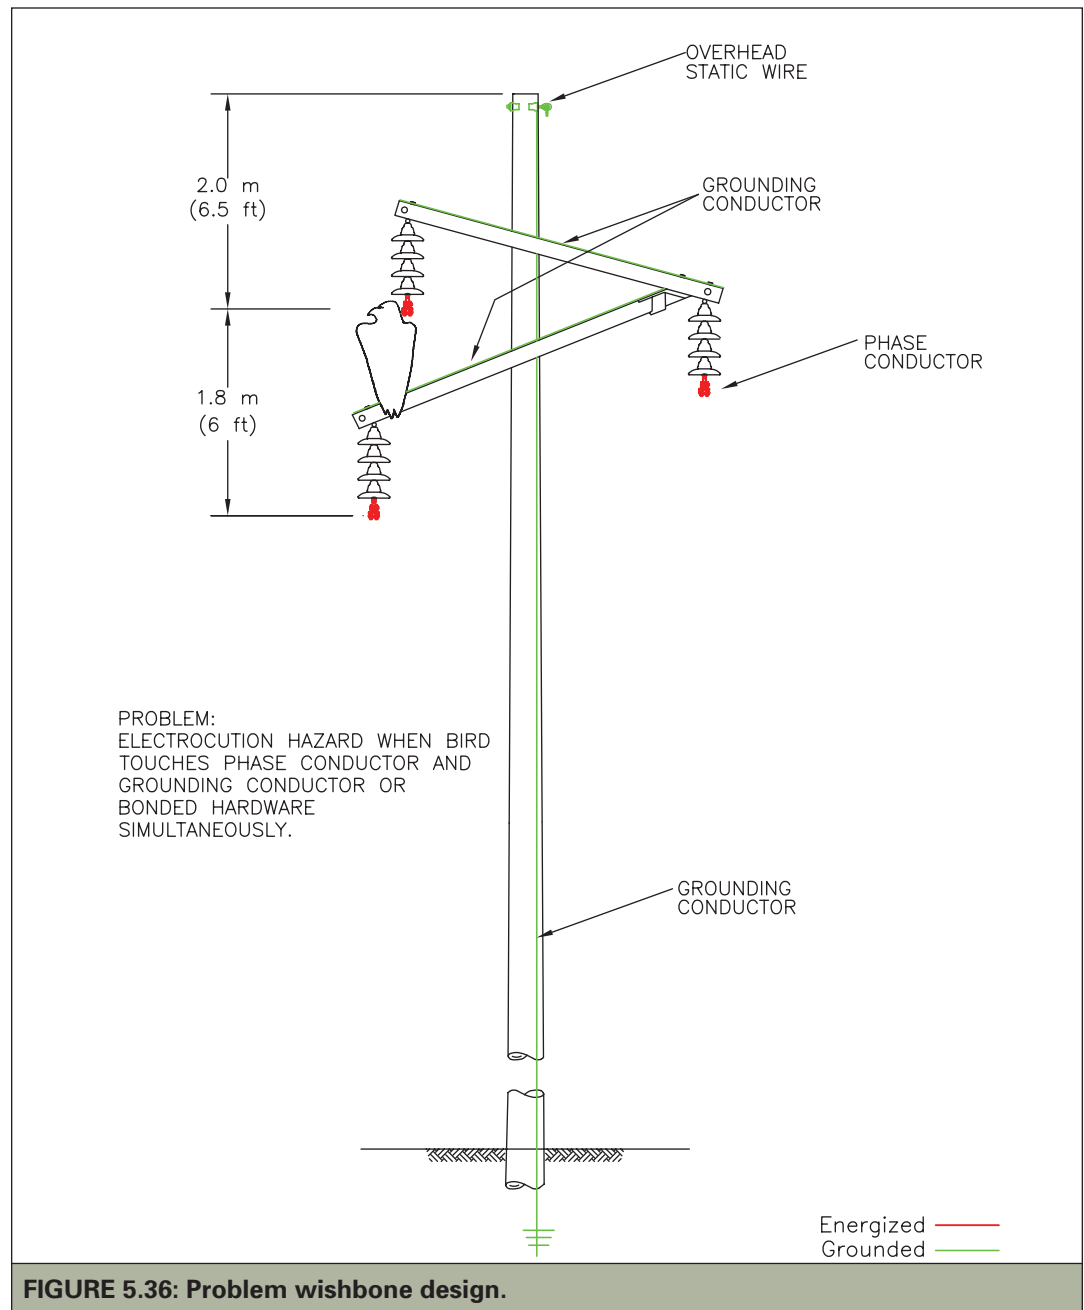 OVERHEAD
STATIC WIRE
2.0 m
(6.5 ft)
GROUNDING
CONDUCTOR
PHASE
CONDUCTOR
1.8 m
(6 ft)
PROBLEM:
ELECTROCUTION HAZARD WHEN BIRD
TOUCHES PHASE CONDUCTOR AND
GROUNDING CONDUCTOR OR
BONDED HARDWARE
SIMULTANEOUSLY.
GROUNDING
CONDUCTOR
Energized
Grounded
FIGURE 5.36: Problem wishbone design.